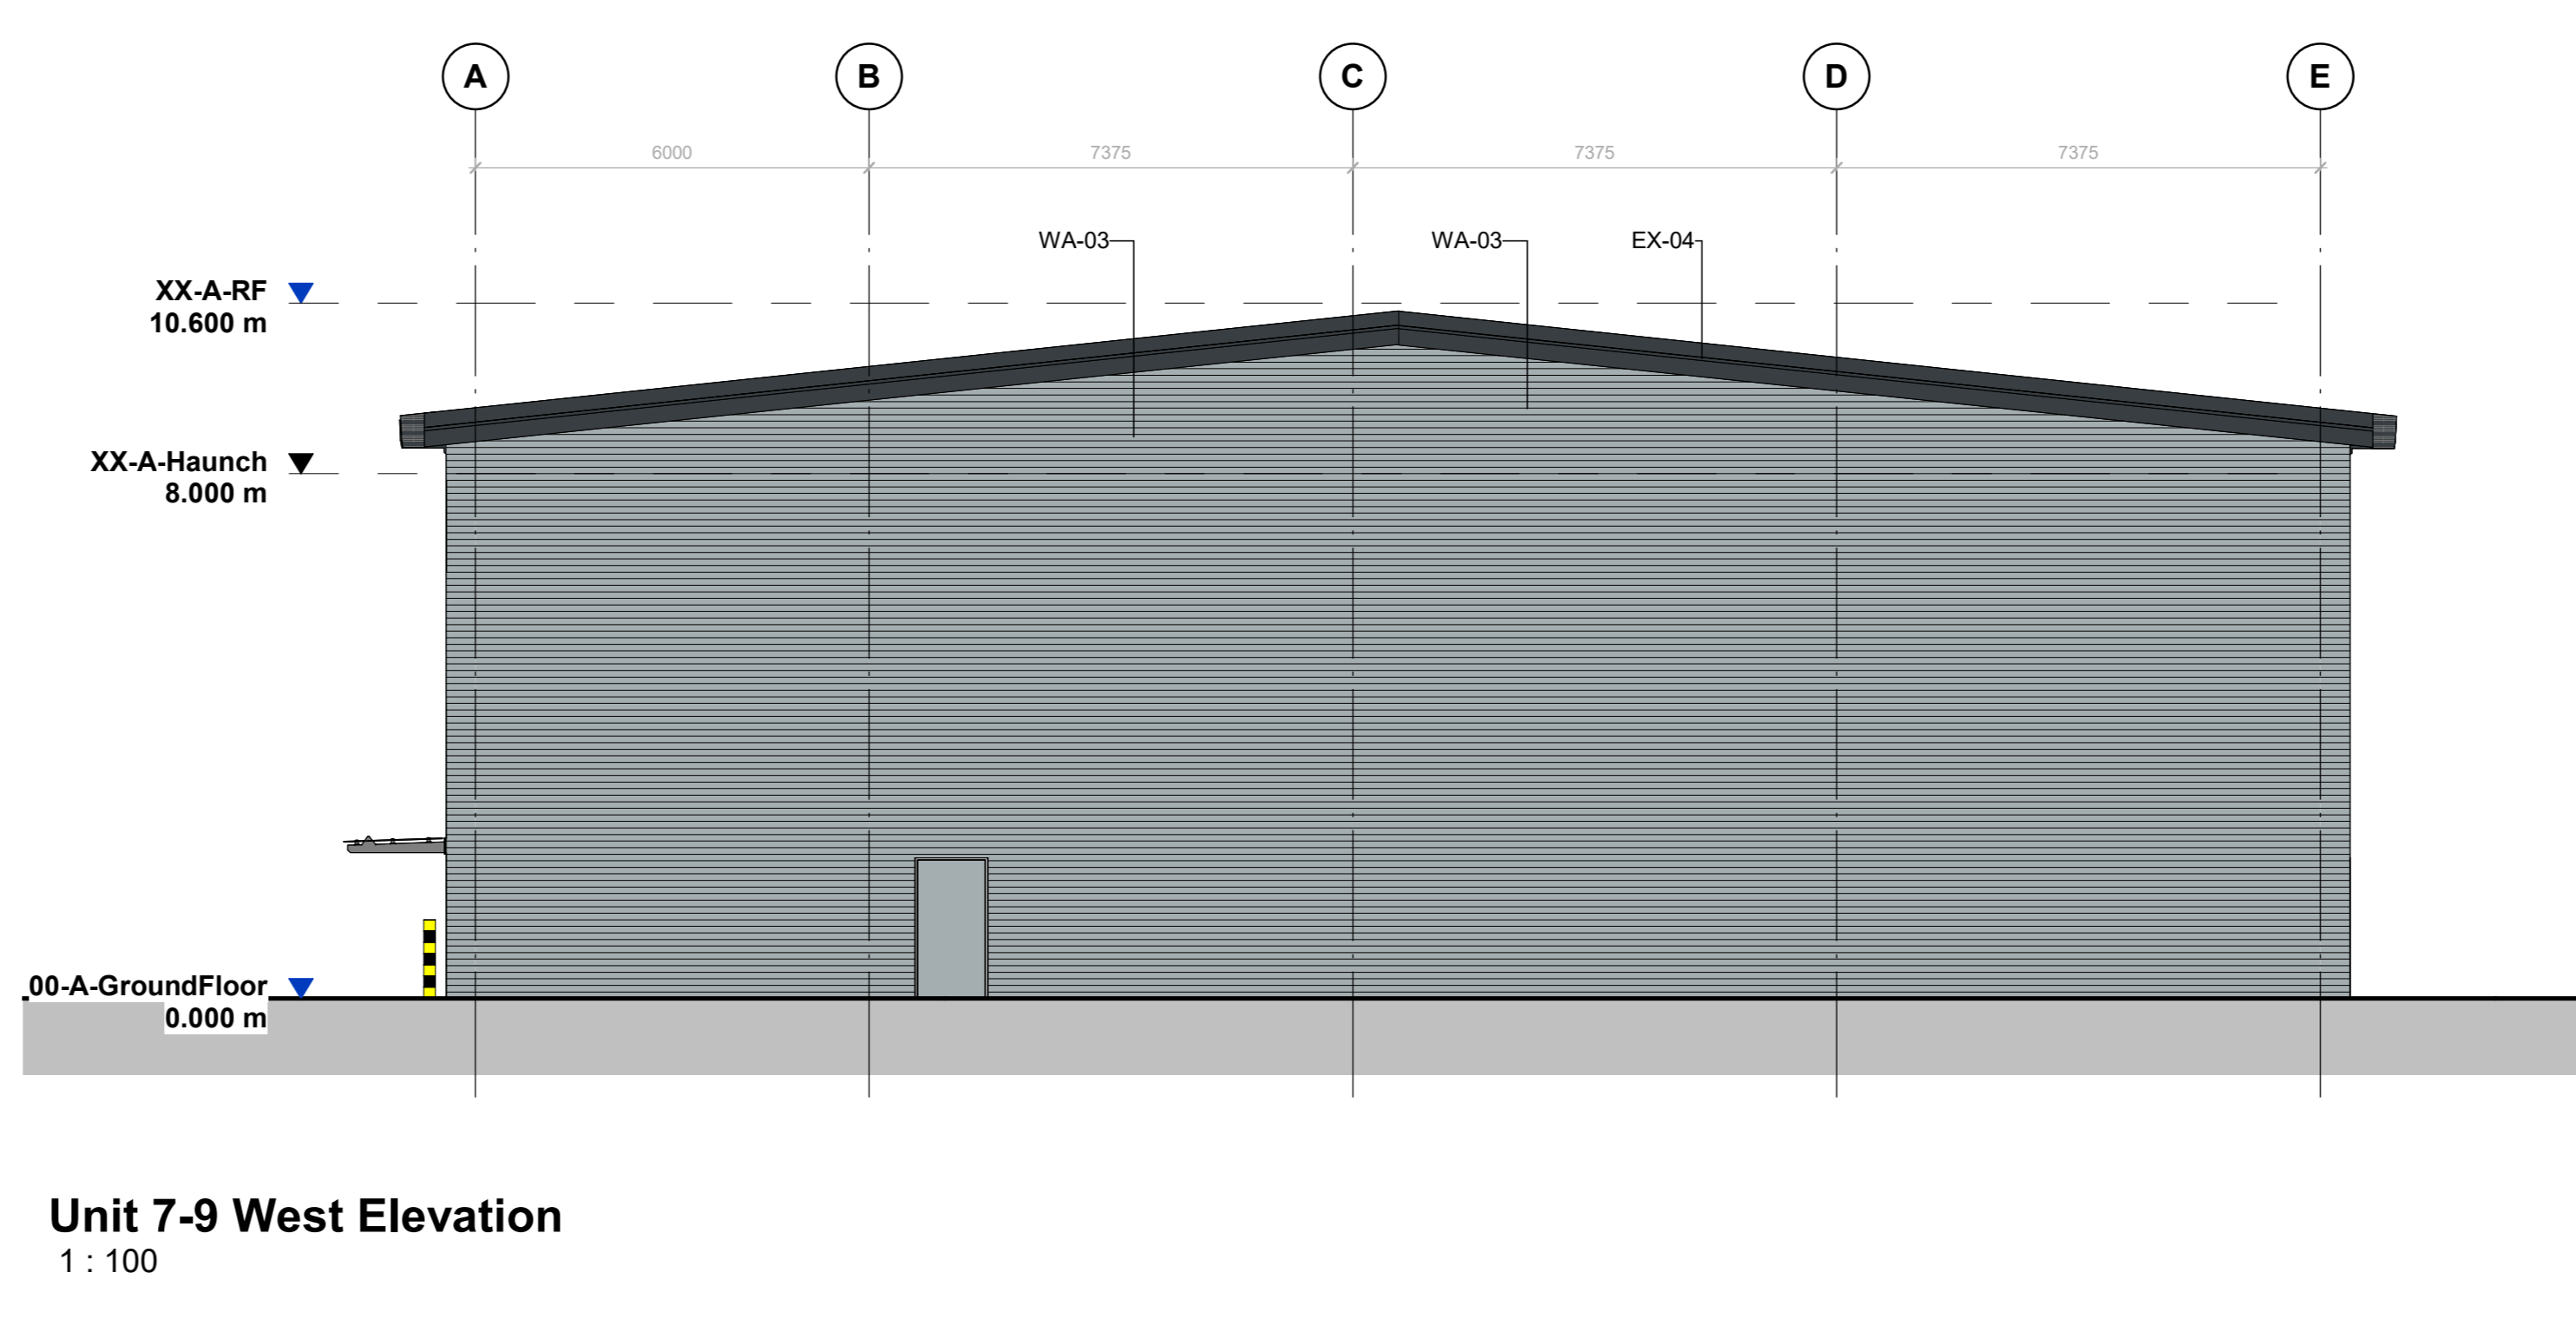 A B C D E
6000 7375 7375 7375
WA-03 WA-03 EX-04
XX-A-RF
10.600 m
XX-A-Haunch
8.000 m
00-A-GroundFloor
0.000 m
Unit 7-9 West Elevation
1 : 100